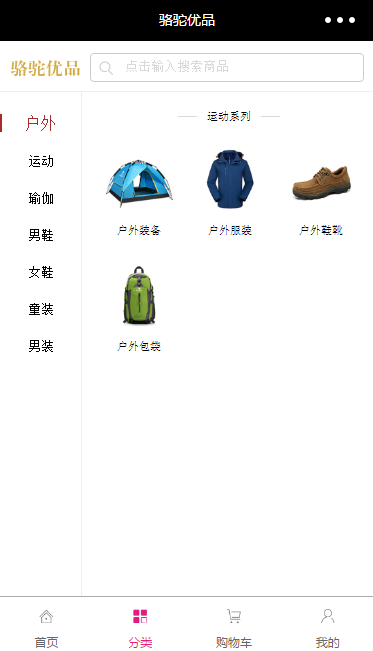 骆驼优品
骆驼优品
点击输入搜索商品
户外
运动
瑜伽
男鞋
女鞋
童装
男装
运动系列
户外装备
户外服装
户外鞋靴
户外包袋
首页
分类
购物车
我的